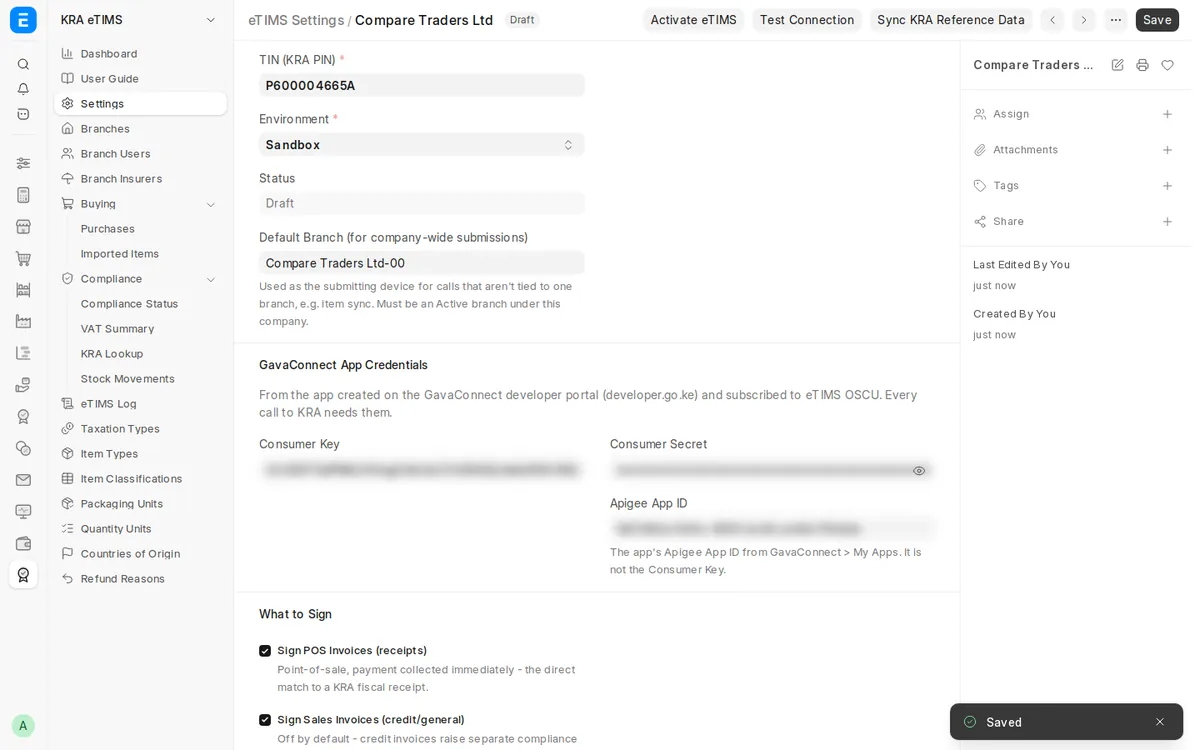 KRA eTIMS
Dashboard
User Guide
Settings
Branches
Branch Users
Branch Insurers
Buying
Purchases
Imported Items
Compliance
Compliance Status
VAT Summary
KRA Lookup
Stock Movements
eTIMS Log
Taxation Types
Item Types
Item Classifications
Packaging Units
Quantity Units
Countries of Origin
Refund Reasons
A
eTIMS Settings / Compare Traders Ltd Draft
Activate eTIMS Test Connection Sync KRA Reference Data Save
TIN (KRA PIN) *
P600004665A
Environment *
Sandbox
Status
Draft
Default Branch (for company-wide submissions)
Compare Traders Ltd-00
Used as the submitting device for calls that aren't tied to one
branch, e.g. item sync. Must be an Active branch under this
company.
GavaConnect App Credentials
From the app created on the GavaConnect developer portal (developer.go.ke) and subscribed to eTIMS OSCU. Every
call to KRA needs them.
Consumer Key
Consumer Secret
Apigee App ID
The app's Apigee App ID from GavaConnect > My Apps. It is
not the Consumer Key.
What to Sign
Sign POS Invoices (receipts)
Point-of-sale, payment collected immediately - the direct
match to a KRA fiscal receipt.
Sign Sales Invoices (credit/general)
Off by default - credit invoices raise separate compliance
Compare Traders ...
Assign
Attachments
Tags
Share
Last Edited By You
just now
Created By You
just now
Saved